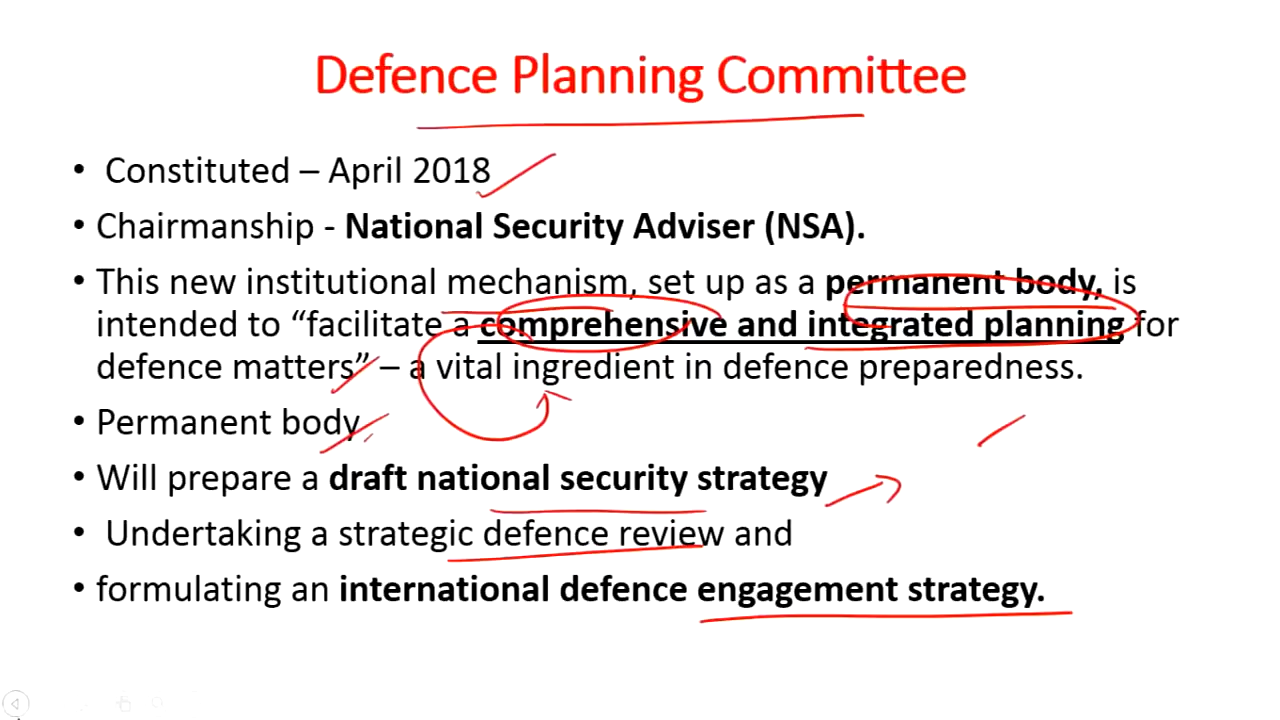 Defence Planning Committee
• Constituted – April 2018
• Chairmanship - National Security Adviser (NSA).
• This new institutional mechanism, set up as a permanent body, is
intended to “facilitate a comprehensive and integrated planning for
defence matters” – a vital ingredient in defence preparedness.
• Permanent body
• Will prepare a draft national security strategy
• Undertaking a strategic defence review and
• formulating an international defence engagement strategy.